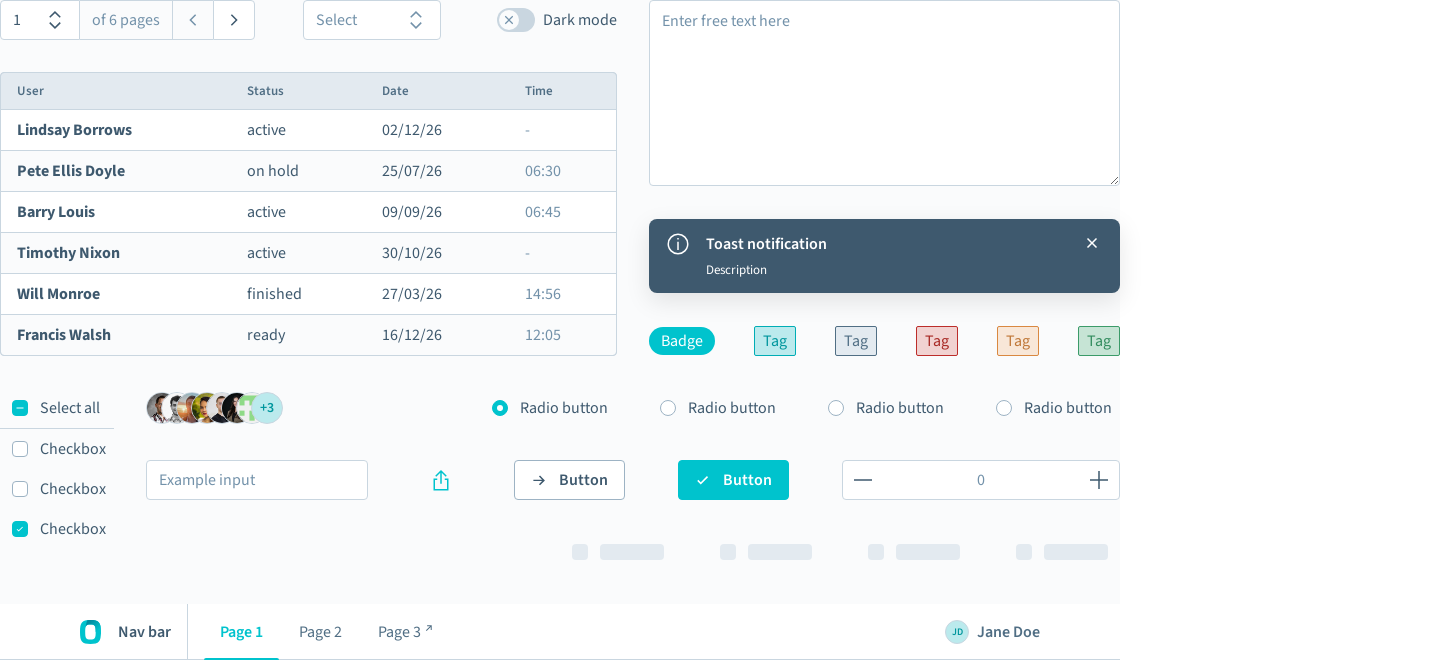 1 of 6 pages Select Dark mode
Enter free text here
User Status Date Time
Lindsay Borrows active 02/12/26 -
Pete Ellis Doyle on hold 25/07/26 06:30
Barry Louis active 09/09/26 06:45
Timothy Nixon active 30/10/26 -
Will Monroe finished 27/03/26 14:56
Francis Walsh ready 16/12/26 12:05
Toast notification
Description
Badge Tag Tag Tag Tag Tag
Select all
Checkbox
Checkbox
Checkbox
+3
Radio button Radio button Radio button Radio button
Example input Button Button 0
Nav bar Page 1 Page 2 Page 3 JD Jane Doe